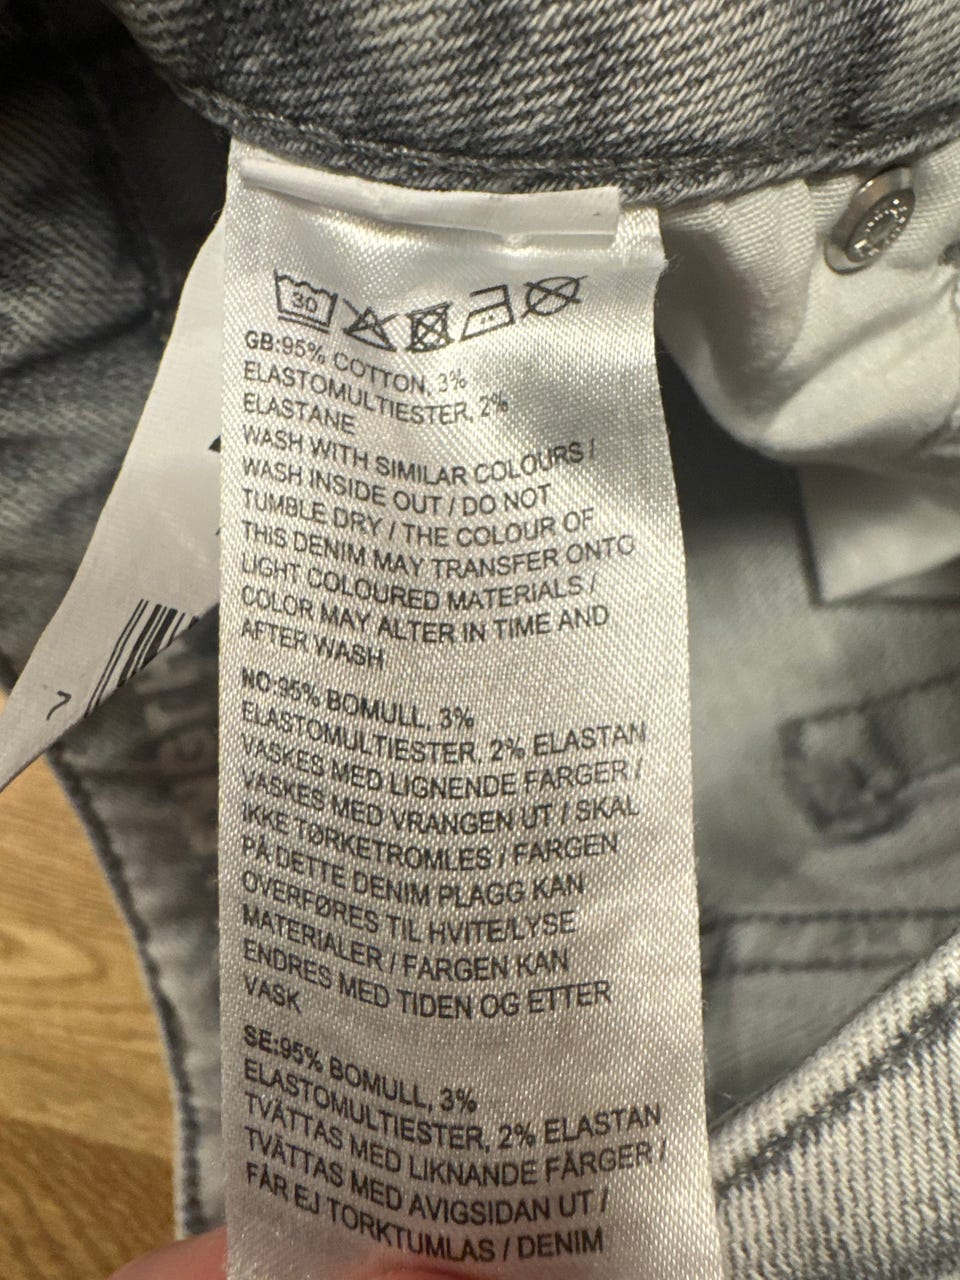 30
GB:95% COTTON, 3%
ELASTOMULTIESTER, 2%
ELASTANE
WASH WITH SIMILAR COLOURS /
WASH INSIDE OUT / DO NOT
TUMBLE DRY / THE COLOUR OF
THIS DENIM MAY TRANSFER ONTO
LIGHT COLOURED MATERIALS /
COLOR MAY ALTER IN TIME AND
AFTER WASH
NO:95% BOMULL, 3%
ELASTOMULTIESTER, 2% ELASTAN
VASKES MED LIGNENDE FARGER /
VASKES MED VRANGEN UT / SKAL
IKKE TØRKETROMLES / FARGEN
PÅ DETTE DENIM PLAGG KAN
OVERFØRES TIL HVITE/LYSE
MATERIALER / FARGEN KAN
ENDRES MED TIDEN OG ETTER
VASK
SE:95% BOMULL, 3%
ELASTOMULTIESTER, 2% ELASTAN
TVÄTTAS MED LIKNANDE FÄRGER /
TVÄTTAS MED AVIGSIDAN UT /
FÅR EJ TORKTUMLAS / DENIM
7